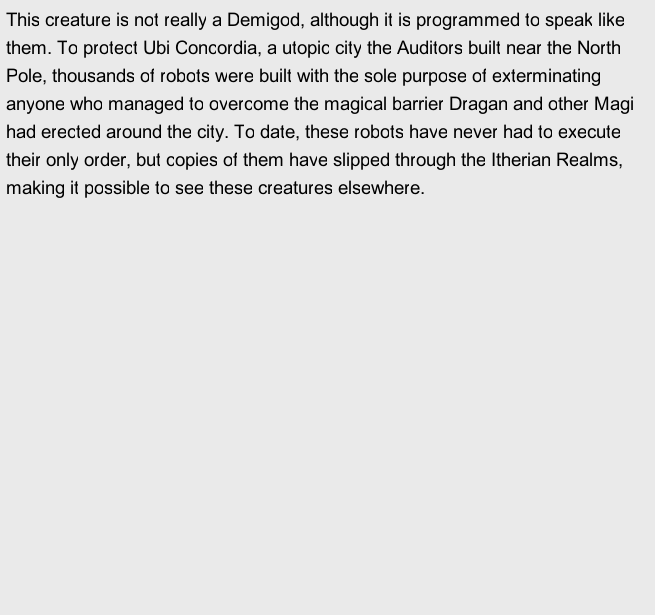 This creature is not really a Demigod, although it is programmed to speak like
them. To protect Ubi Concordia, a utopic city the Auditors built near the North
Pole, thousands of robots were built with the sole purpose of exterminating
anyone who managed to overcome the magical barrier Dragan and other Magi
had erected around the city. To date, these robots have never had to execute
their only order, but copies of them have slipped through the Itherian Realms,
making it possible to see these creatures elsewhere.